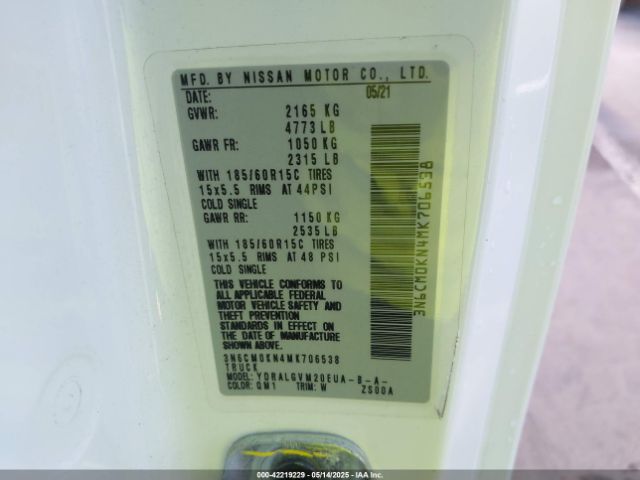 MFD. BY NISSAN MOTOR CO., LTD.
DATE: 05/21
GVWR: 2165 KG
4773 LB
GAWR FR: 1050 KG
2315 LB
WITH 185/60R15C TIRES
15x5.5 RIMS AT 44PSI
COLD SINGLE
GAWR RR: 1150 KG
2535 LB
WITH 185/60R15C TIRES
15x5.5 RIMS AT 48 PSI
COLD SINGLE
THIS VEHICLE CONFORMS TO
ALL APPLICABLE FEDERAL
MOTOR VEHICLE SAFETY AND
THEFT PREVENTION
STANDARDS IN EFFECT ON
THE DATE OF MANUFACTURE
SHOWN ABOVE.
3N6CM0KN4MK706538
TRUCK
MODEL: YDRALGVM20EUA-B-A-
COLOR: QM1 TRIM: W ZS00A
3N6CM0KN4MK706538
000-42219229 - 05/14/2025 - IAA Inc.